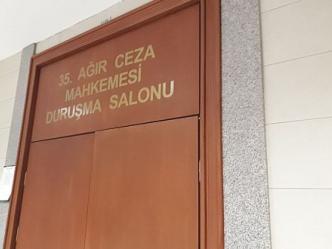 35. AĞIR CEZA
MAHKEMESİ
DURUŞMA SALONU